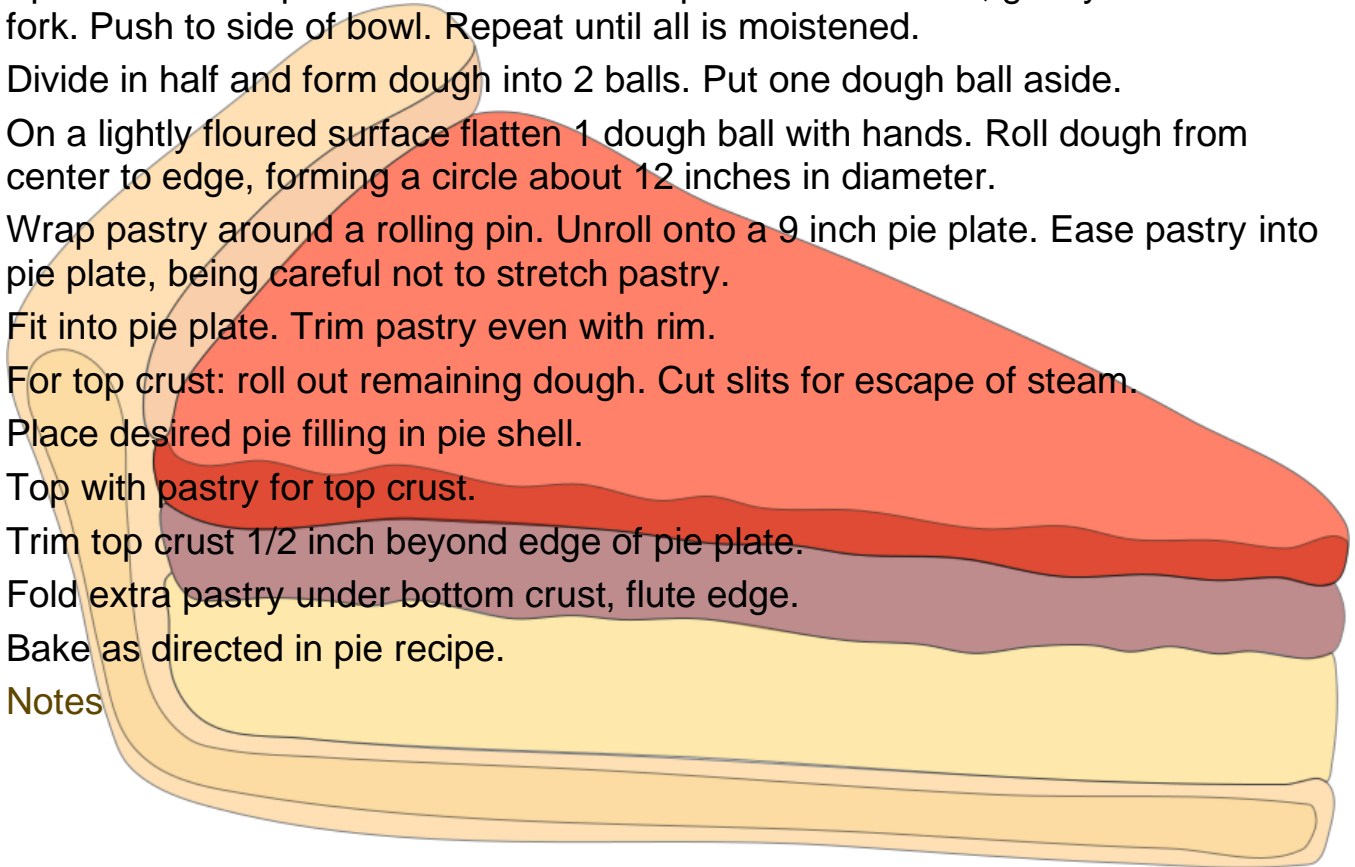 fork. Push to side of bowl. Repeat until all is moistened.
Divide in half and form dough into 2 balls. Put one dough ball aside.
On a lightly floured surface flatten 1 dough ball with hands. Roll dough from
center to edge, forming a circle about 12 inches in diameter.
Wrap pastry around a rolling pin. Unroll onto a 9 inch pie plate. Ease pastry into
pie plate, being careful not to stretch pastry.
Fit into pie plate. Trim pastry even with rim.
For top crust: roll out remaining dough. Cut slits for escape of steam.
Place desired pie filling in pie shell.
Top with pastry for top crust.
Trim top crust 1/2 inch beyond edge of pie plate.
Fold extra pastry under bottom crust, flute edge.
Bake as directed in pie recipe.
Notes